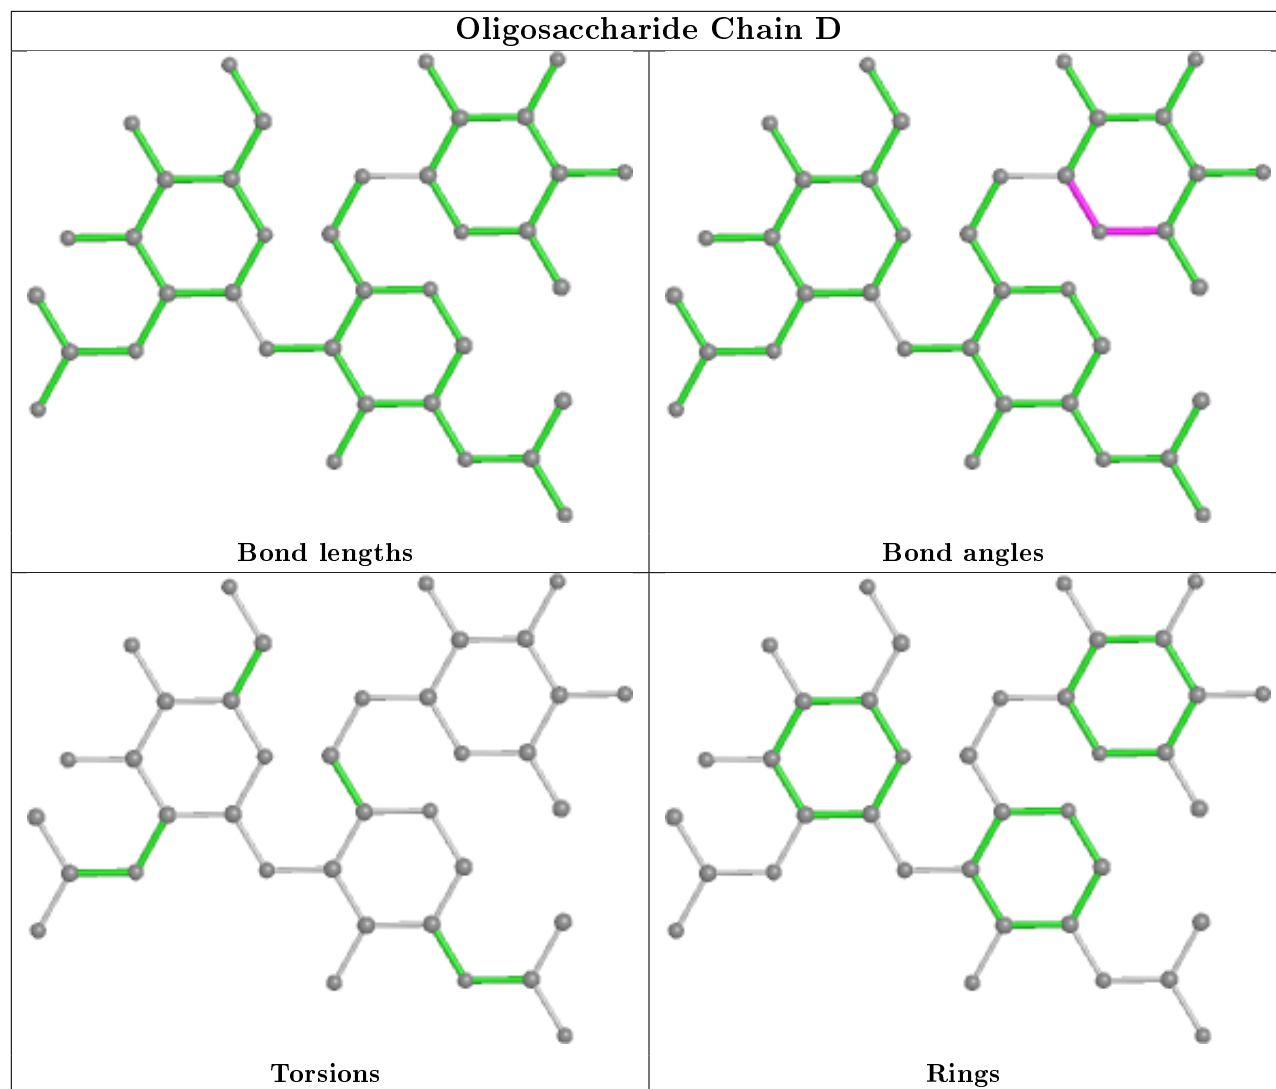 Oligosaccharide Chain D
Bond lengths
Bond angles
Torsions
Rings